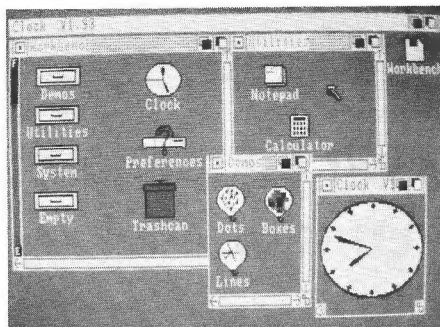 Clock V1.93
Workbench
Demos
Clock
Utilities
Preferences
System
Empty
Trashcan
Utilities
Notepad
Calculator
Workbench
Demos
Dots
Boxes
Lines
Clock